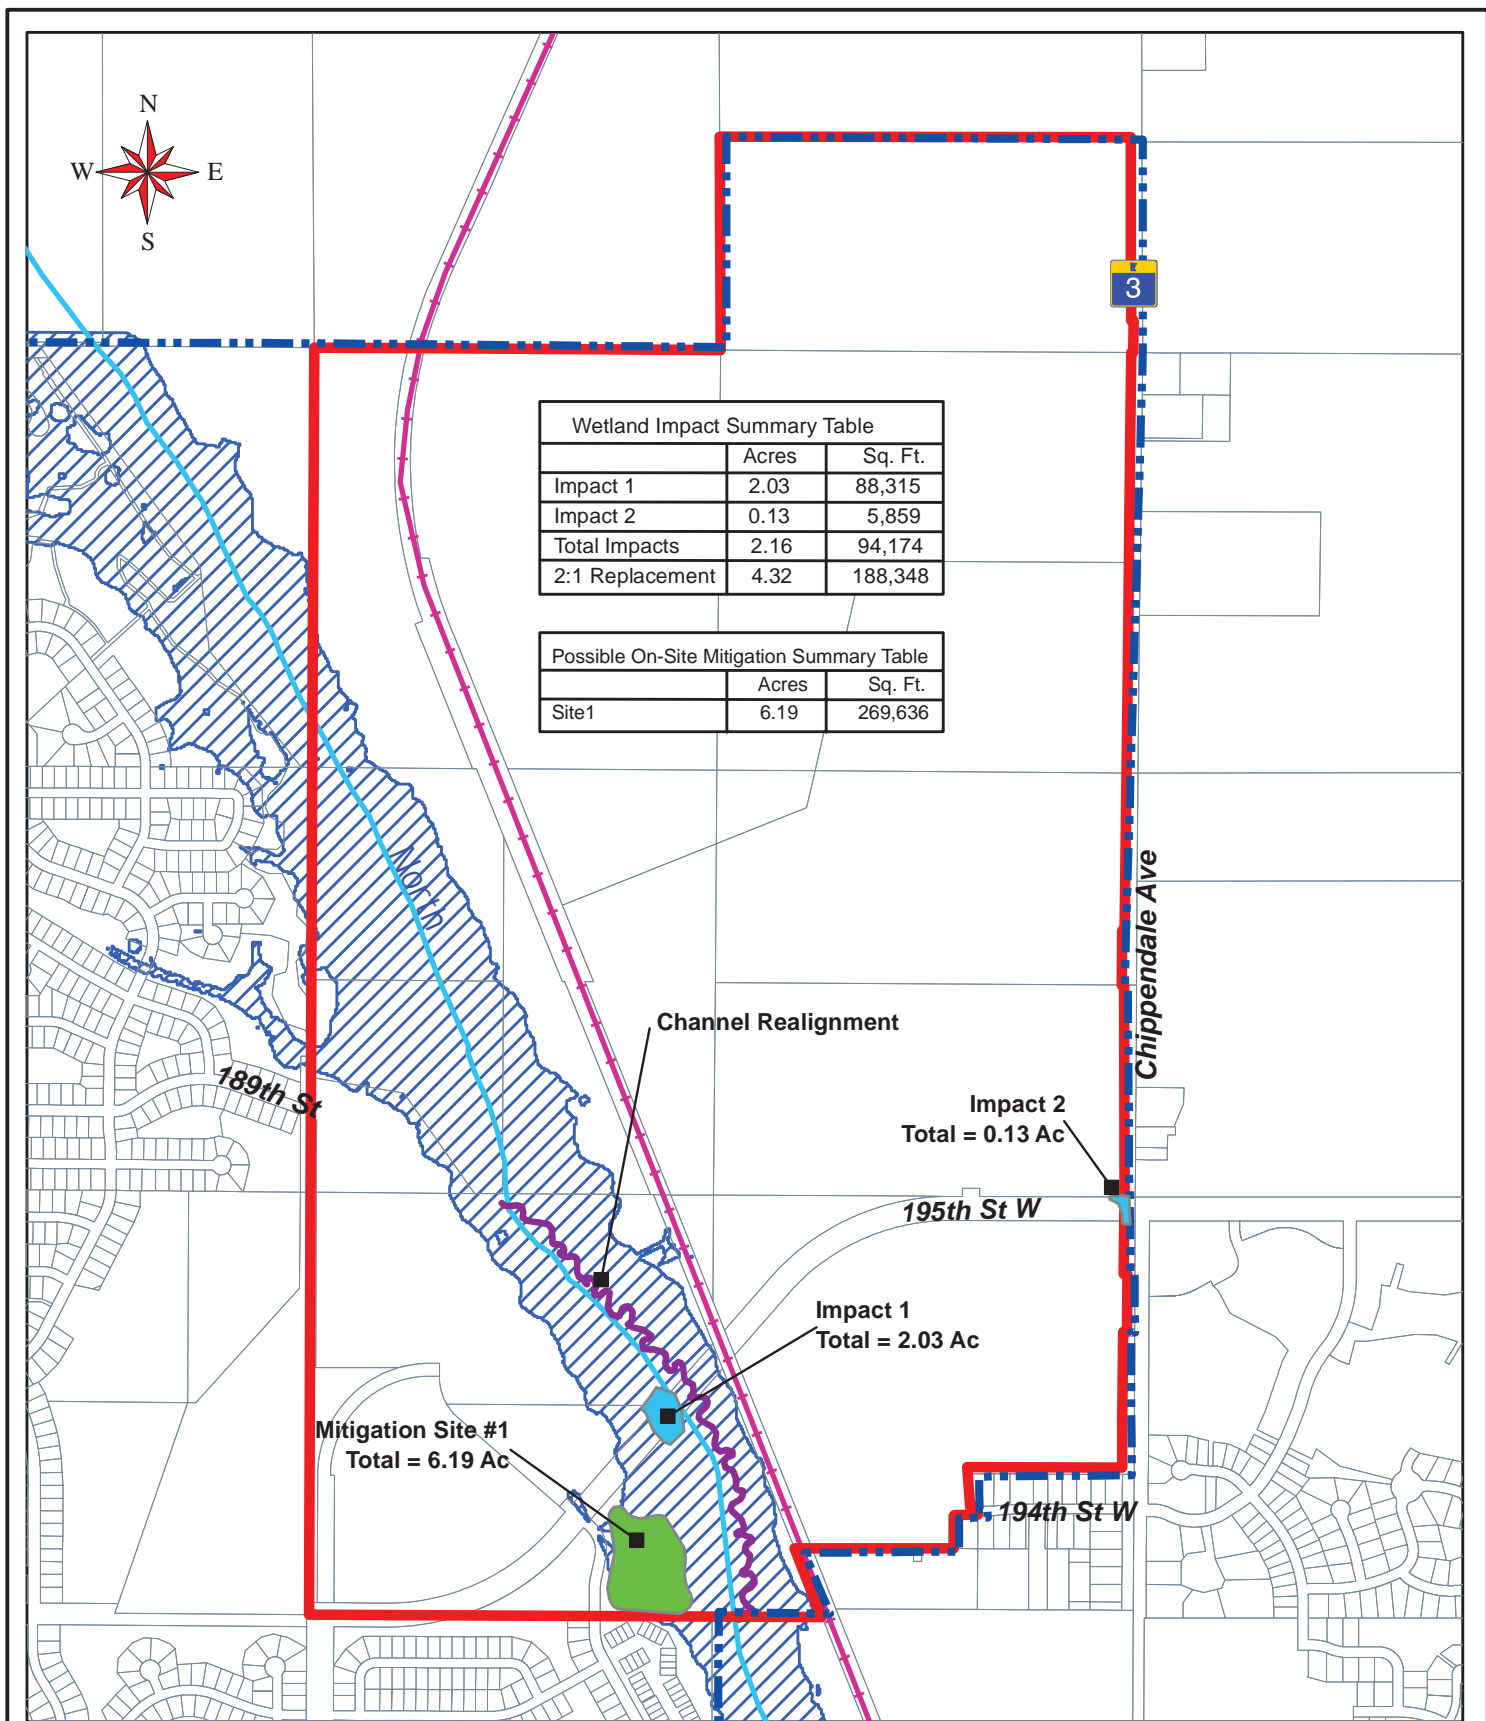 N
W E
S
3
Wetland Impact Summary Table
Acres Sq. Ft.
Impact 1 2.03 88,315
Impact 2 0.13 5,859
Total Impacts 2.16 94,174
2:1 Replacement 4.32 188,348
Possible On-Site Mitigation Summary Table
Acres Sq. Ft.
Site1 6.19 269,636
North
Chippendale Ave
Channel Realignment
189th St
Impact 2
Total = 0.13 Ac
195th St W
Impact 1
Total = 2.03 Ac
Mitigation Site #1
Total = 6.19 Ac
194th St W